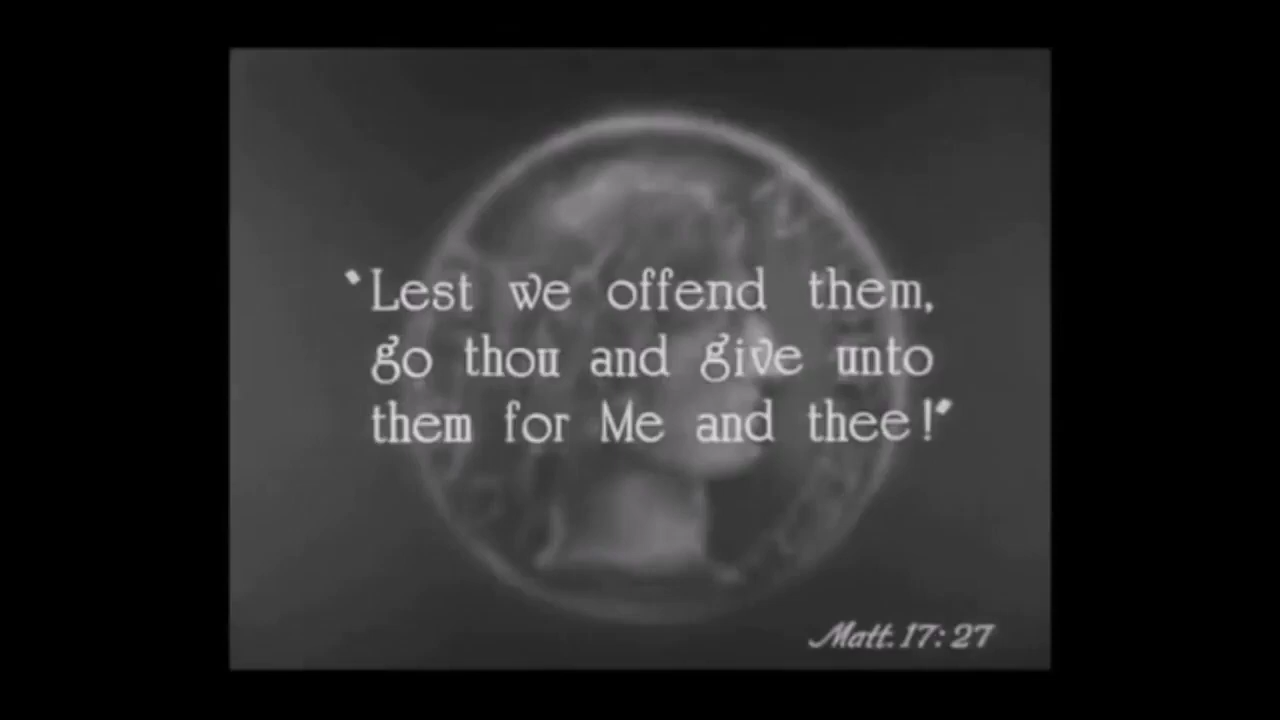 “Lest we offend them,
go thou and give unto
them for Me and thee!”
Matt. 17:27